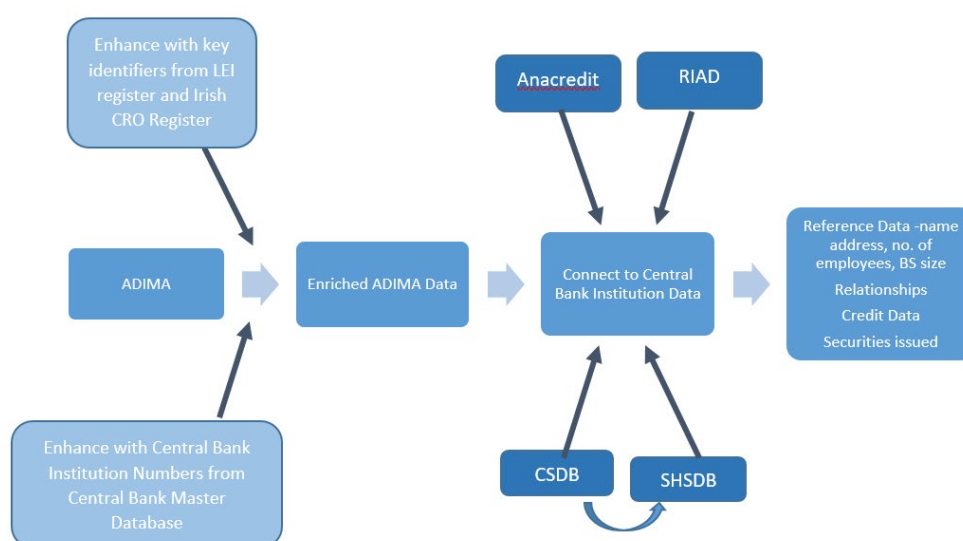 Enhance with key
identifiers from LEI
register and Irish
CRO Register
Anacredit
RIAD
ADIMA
Enriched ADIMA Data
Connect to Central
Bank Institution Data
Reference Data -name
address, no. of
employees, BS size
Relationships
Credit Data
Securities issued
Enhance with Central Bank
Institution Numbers from
Central Bank Master
Database
CSDB
SHSDB